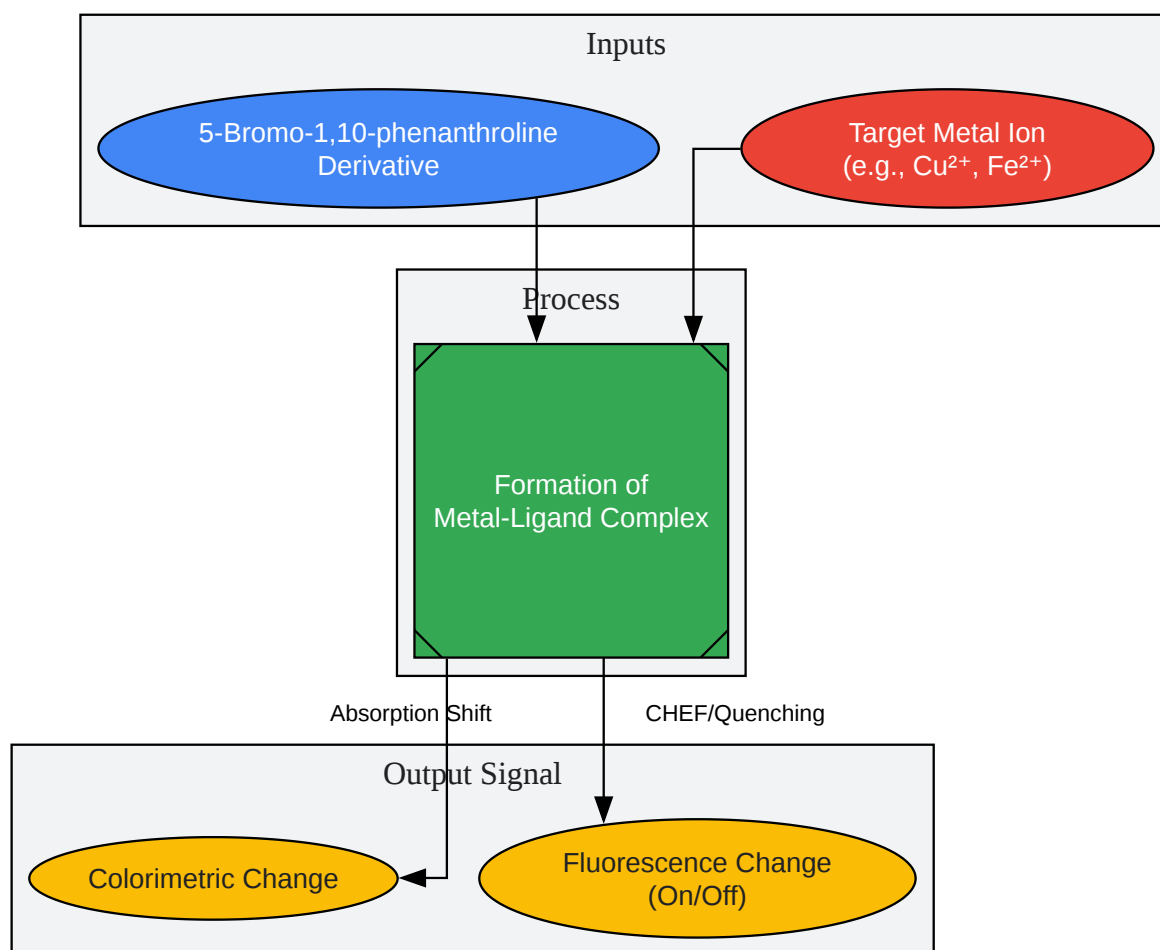 Inputs
5-Bromo-1,10-phenanthroline
Derivative
Target Metal Ion
(e.g., Cu²⁺, Fe²⁺)
Process
Formation of
Metal-Ligand Complex
Absorption Shift
CHEF/Quenching
Output Signal
Colorimetric Change
Fluorescence Change
(On/Off)